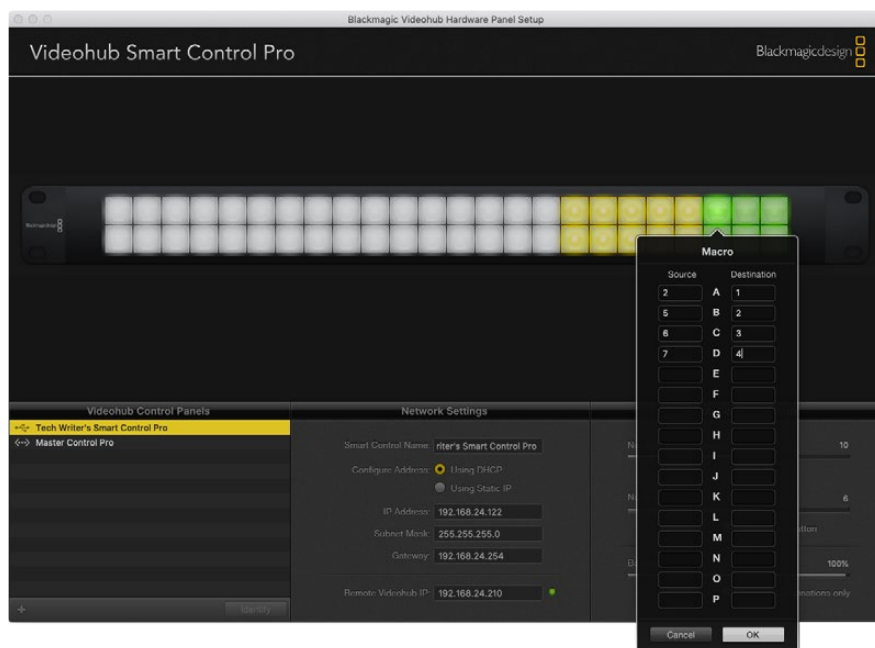 Blackmagic Videohub Hardware Panel Setup
Videohub Smart Control Pro
Blackmagicdesign
Macro
Source Destination
2 A 1
5 B 2
6 C 3
7 D 4
E
F
G
H
I
J
K
L
M
N
O
P
Cancel OK
Videohub Control Panels
Tech Writer's Smart Control Pro
Master Control Pro
Identify
Network Settings
Smart Control Name: riter's Smart Control Pro
Configure Address: Using DHCP
Using Static IP
IP Address: 192.168.24.122
Subnet Mask: 255.255.255.0
Gateway: 192.168.24.254
Remote Videohub IP: 192.168.24.210
10
6
100%